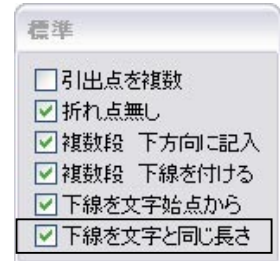 標準
引出点を複数
折れ点無し
複数段 下方向に記入
複数段 下線を付ける
下線を文字始点から
下線を文字と同じ長さ